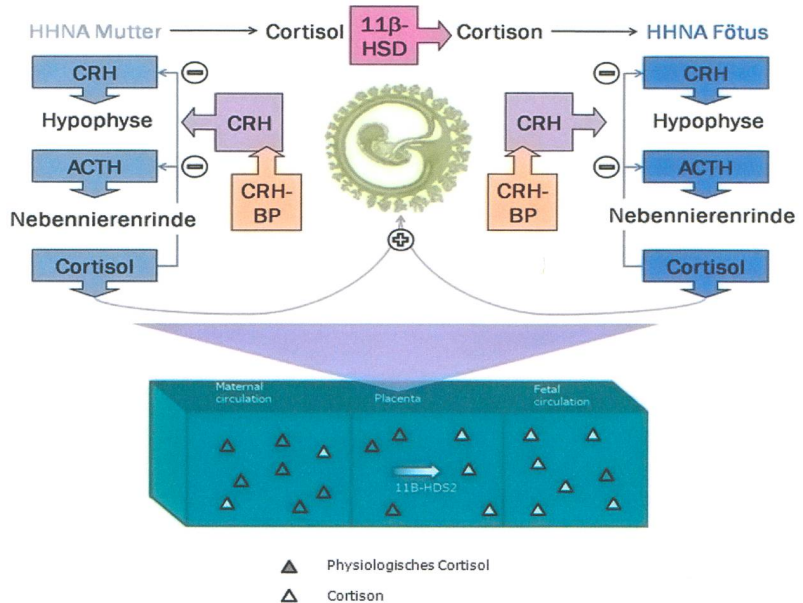 HHNA Mutter
Cortisol
11β-
HSD
Cortison
HHNA Fötus
CRH
Hypophyse
ACTH
Nebennierenrinde
Cortisol
CRH
CRH-
BP
CRH
CRH-
BP
CRH
Hypophyse
ACTH
Nebennierenrinde
Cortisol
Maternal
circulation
Placenta
Fetal
circulation
11B-HDS2
Physiologisches Cortisol
Cortison